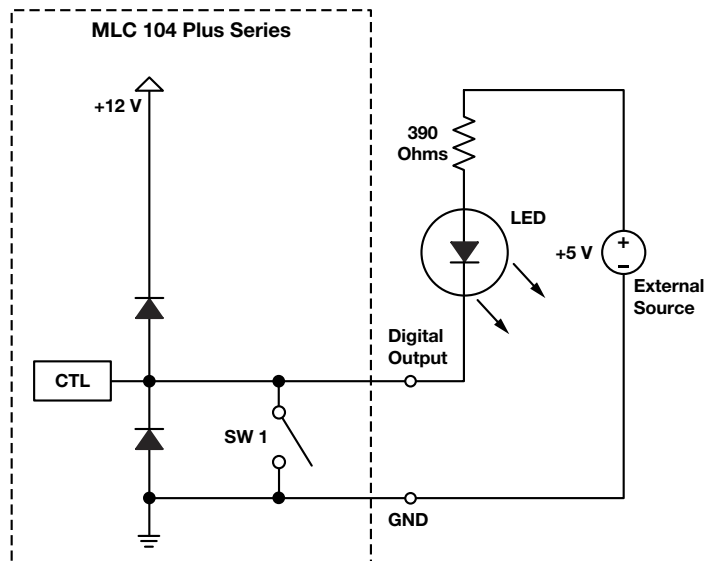 MLC 104 Plus Series
+12 V
390
Ohms
LED
+5 V
+
–
External
Source
Digital
Output
CTL
SW 1
GND